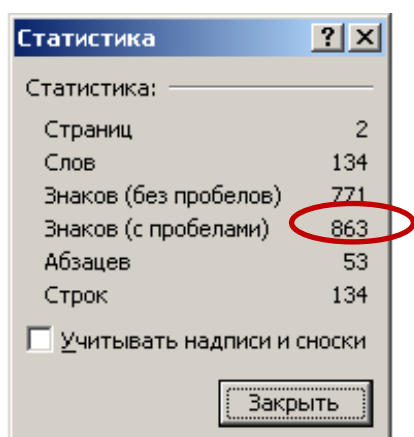 Статистика
Статистика:
Страниц 2
Слов 134
Знаков (без пробелов) 771
Знаков (с пробелами) 863
Абзацев 53
Строк 134
Учитывать надписи и сноски
Закрыть